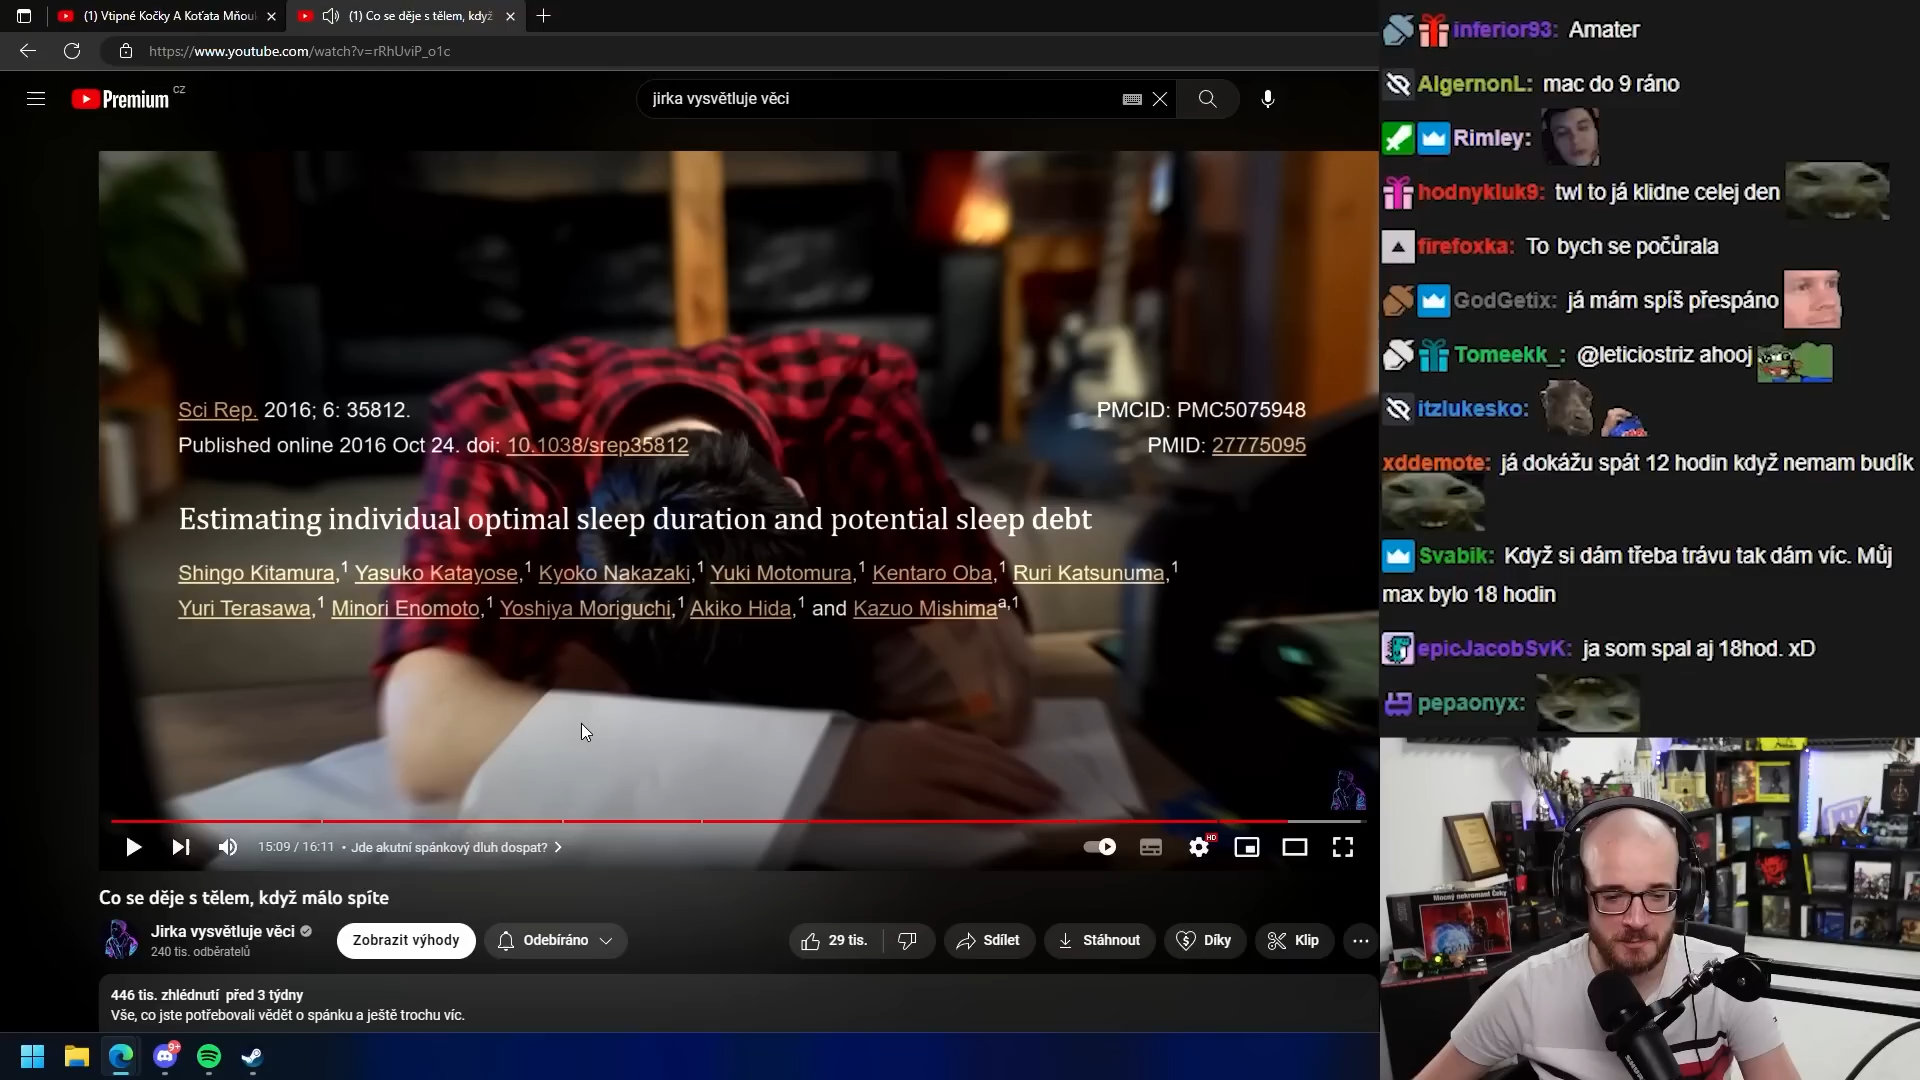 (1) Vtipné Kočky A Koťata Mňouk
(1) Co se děje s tělem, když
https://www.youtube.com/watch?v=rRhUviP_o1c
Premium CZ
jirka vysvětluje věci
Sci Rep. 2016; 6: 35812.
PMCID: PMC5075948
Published online 2016 Oct 24. doi: 10.1038/srep35812
PMID: 27775095
Estimating individual optimal sleep duration and potential sleep debt
Shingo Kitamura,1 Yasuko Katayose,1 Kyoko Nakazaki,1 Yuki Motomura,1 Kentaro Oba,1 Ruri Katsunuma,1
Yuri Terasawa,1 Minori Enomoto,1 Yoshiya Moriguchi,1 Akiko Hida,1 and Kazuo Mishimaa,1
15:09 / 16:11 • Jde akutní spánkový dluh dospat?
HD
Co se děje s tělem, když málo spíte
Jirka vysvětluje věci
240 tis. odběratelů
Zobrazit výhody
Odebíráno
29 tis.
Sdílet
Stáhnout
Díky
Klip
446 tis. zhlédnutí před 3 týdny
Vše, co jste potřebovali vědět o spánku a ještě trochu víc.
9+
inferior93: Amater
AlgernonL: mac do 9 ráno
Rimley:
hodnykluk9: twl to já klidne celej den
firefoxka: To bych se počůrala
GodGetix: já mám spíš přespáno
Tomeekk_: @leticiostriz ahooj
itzlukesko:
xddemote: já dokážu spát 12 hodin když nemam budík
Svabik: Když si dám třeba trávu tak dám víc. Můj
max bylo 18 hodin
epicJacobSvK: ja som spal aj 18hod. xD
pepaonyx:
Mocný nekromant Čaky